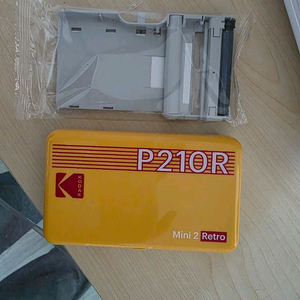 P210R
KODAK
Mini 2 Retro